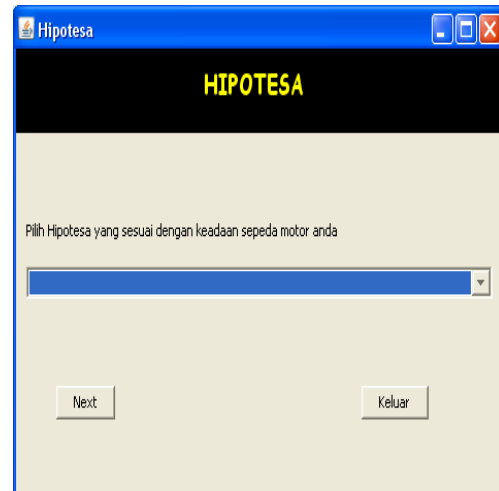 Hipotesa
HIPOTESA
Pilih Hipotesa yang sesuai dengan keadaan sepeda motor anda
Next
Keluar